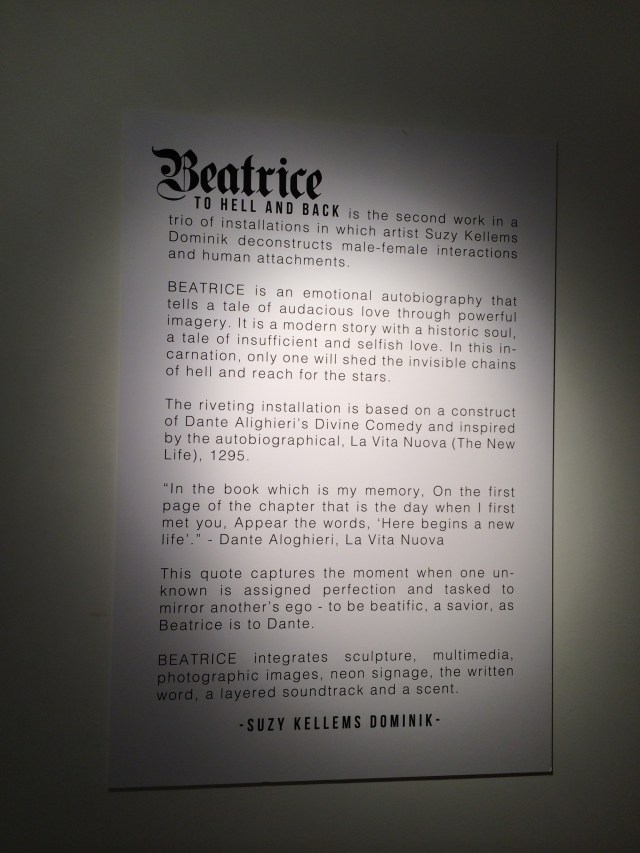 Beatrice
TO HELL AND BACK is the second work in a
trio of installations in which artist Suzy Kellems
Dominik deconstructs male-female interactions
and human attachments.
BEATRICE is an emotional autobiography that
tells a tale of audacious love through powerful
imagery. It is a modern story with a historic soul,
a tale of insufficient and selfish love. In this in-
carnation, only one will shed the invisible chains
of hell and reach for the stars.
The riveting installation is based on a construct
of Dante Alighieri's Divine Comedy and inspired
by the autobiographical, La Vita Nuova (The New
Life), 1295.
“In the book which is my memory, On the first
page of the chapter that is the day when I first
met you, Appear the words, ‘Here begins a new
life’.” - Dante Aloghieri, La Vita Nuova
This quote captures the moment when one un-
known is assigned perfection and tasked to
mirror another's ego - to be beatific, a savior, as
Beatrice is to Dante.
BEATRICE integrates sculpture, multimedia,
photographic images, neon signage, the written
word, a layered soundtrack and a scent.
-SUZY KELLEMS DOMINIK-